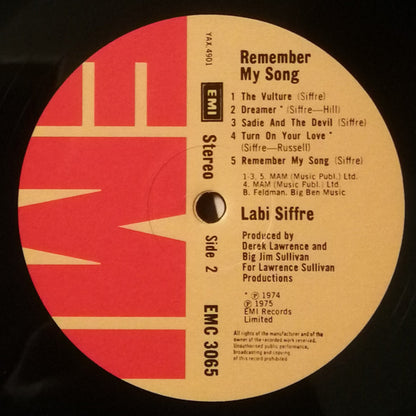 EMI
YAX.4901
EMI
Stereo
Side 2
EMC 3065
Remember
My Song
1 The Vulture (Siffre)
2 Dreamer * (Siffre—Hill)
3 Sadie And The Devil (Siffre)
4 Turn On Your Love *
(Siffre—Russell)
5 Remember My Song (Siffre)
1-3, 5. MAM (Music Publ.) Ltd.
4. MAM (Music Publ.) Ltd.
B. Feldman. Big Ben Music
Labi Siffre
Produced by
Derek Lawrence and
Big Jim Sullivan
For Lawrence Sullivan
Productions
* ℗ 1974
℗ 1975
EMI Records
Limited
All rights of the manufacturer and of the
owner of the recorded work reserved.
Unauthorised public performance,
broadcasting and copying
of this record prohibited